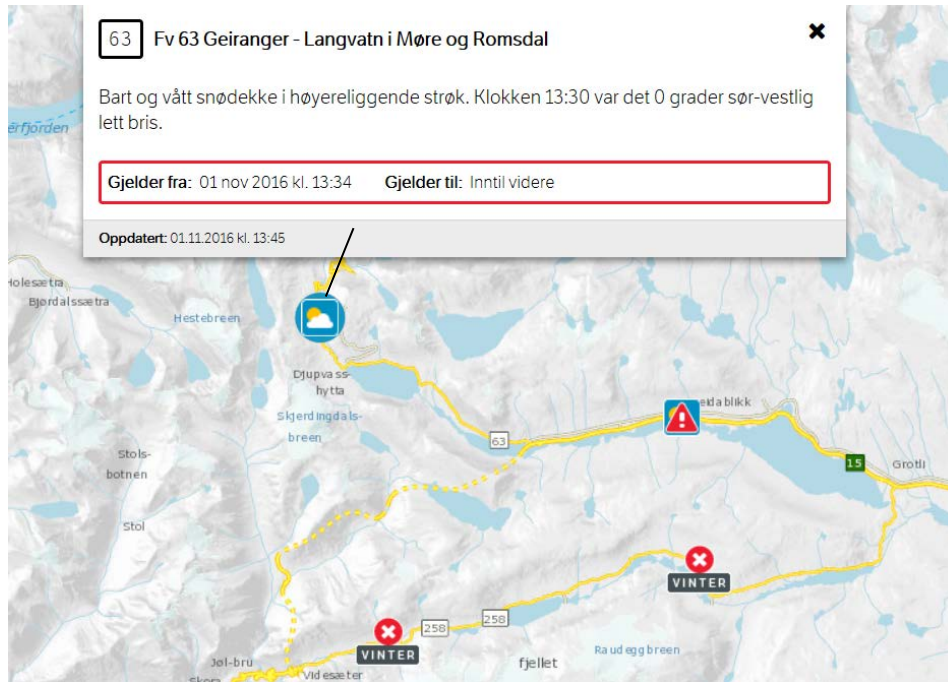 63 Fv 63 Geiranger - Langvatn i Møre og Romsdal
Bart og vått snødekke i høyereliggende strøk. Klokken 13:30 var det 0 grader sør-vestlig
lett bris.
Gjelder fra: 01 nov 2016 kl. 13:34 Gjelder til: Inntil videre
Oppdatert: 01.11.2016 kl. 13:45
erfjorden
Holesætra
Bjørdalssætra
Hestebreen
Djupvass-
hytta
Skjerdingdals-
breen
eidablikk
63
Stols-
botnen
15
Grotli
Stol
VINTER
258
258
VINTER
Jøl-bru
Videsæter
fjellet
Raudeggbreen
Skora